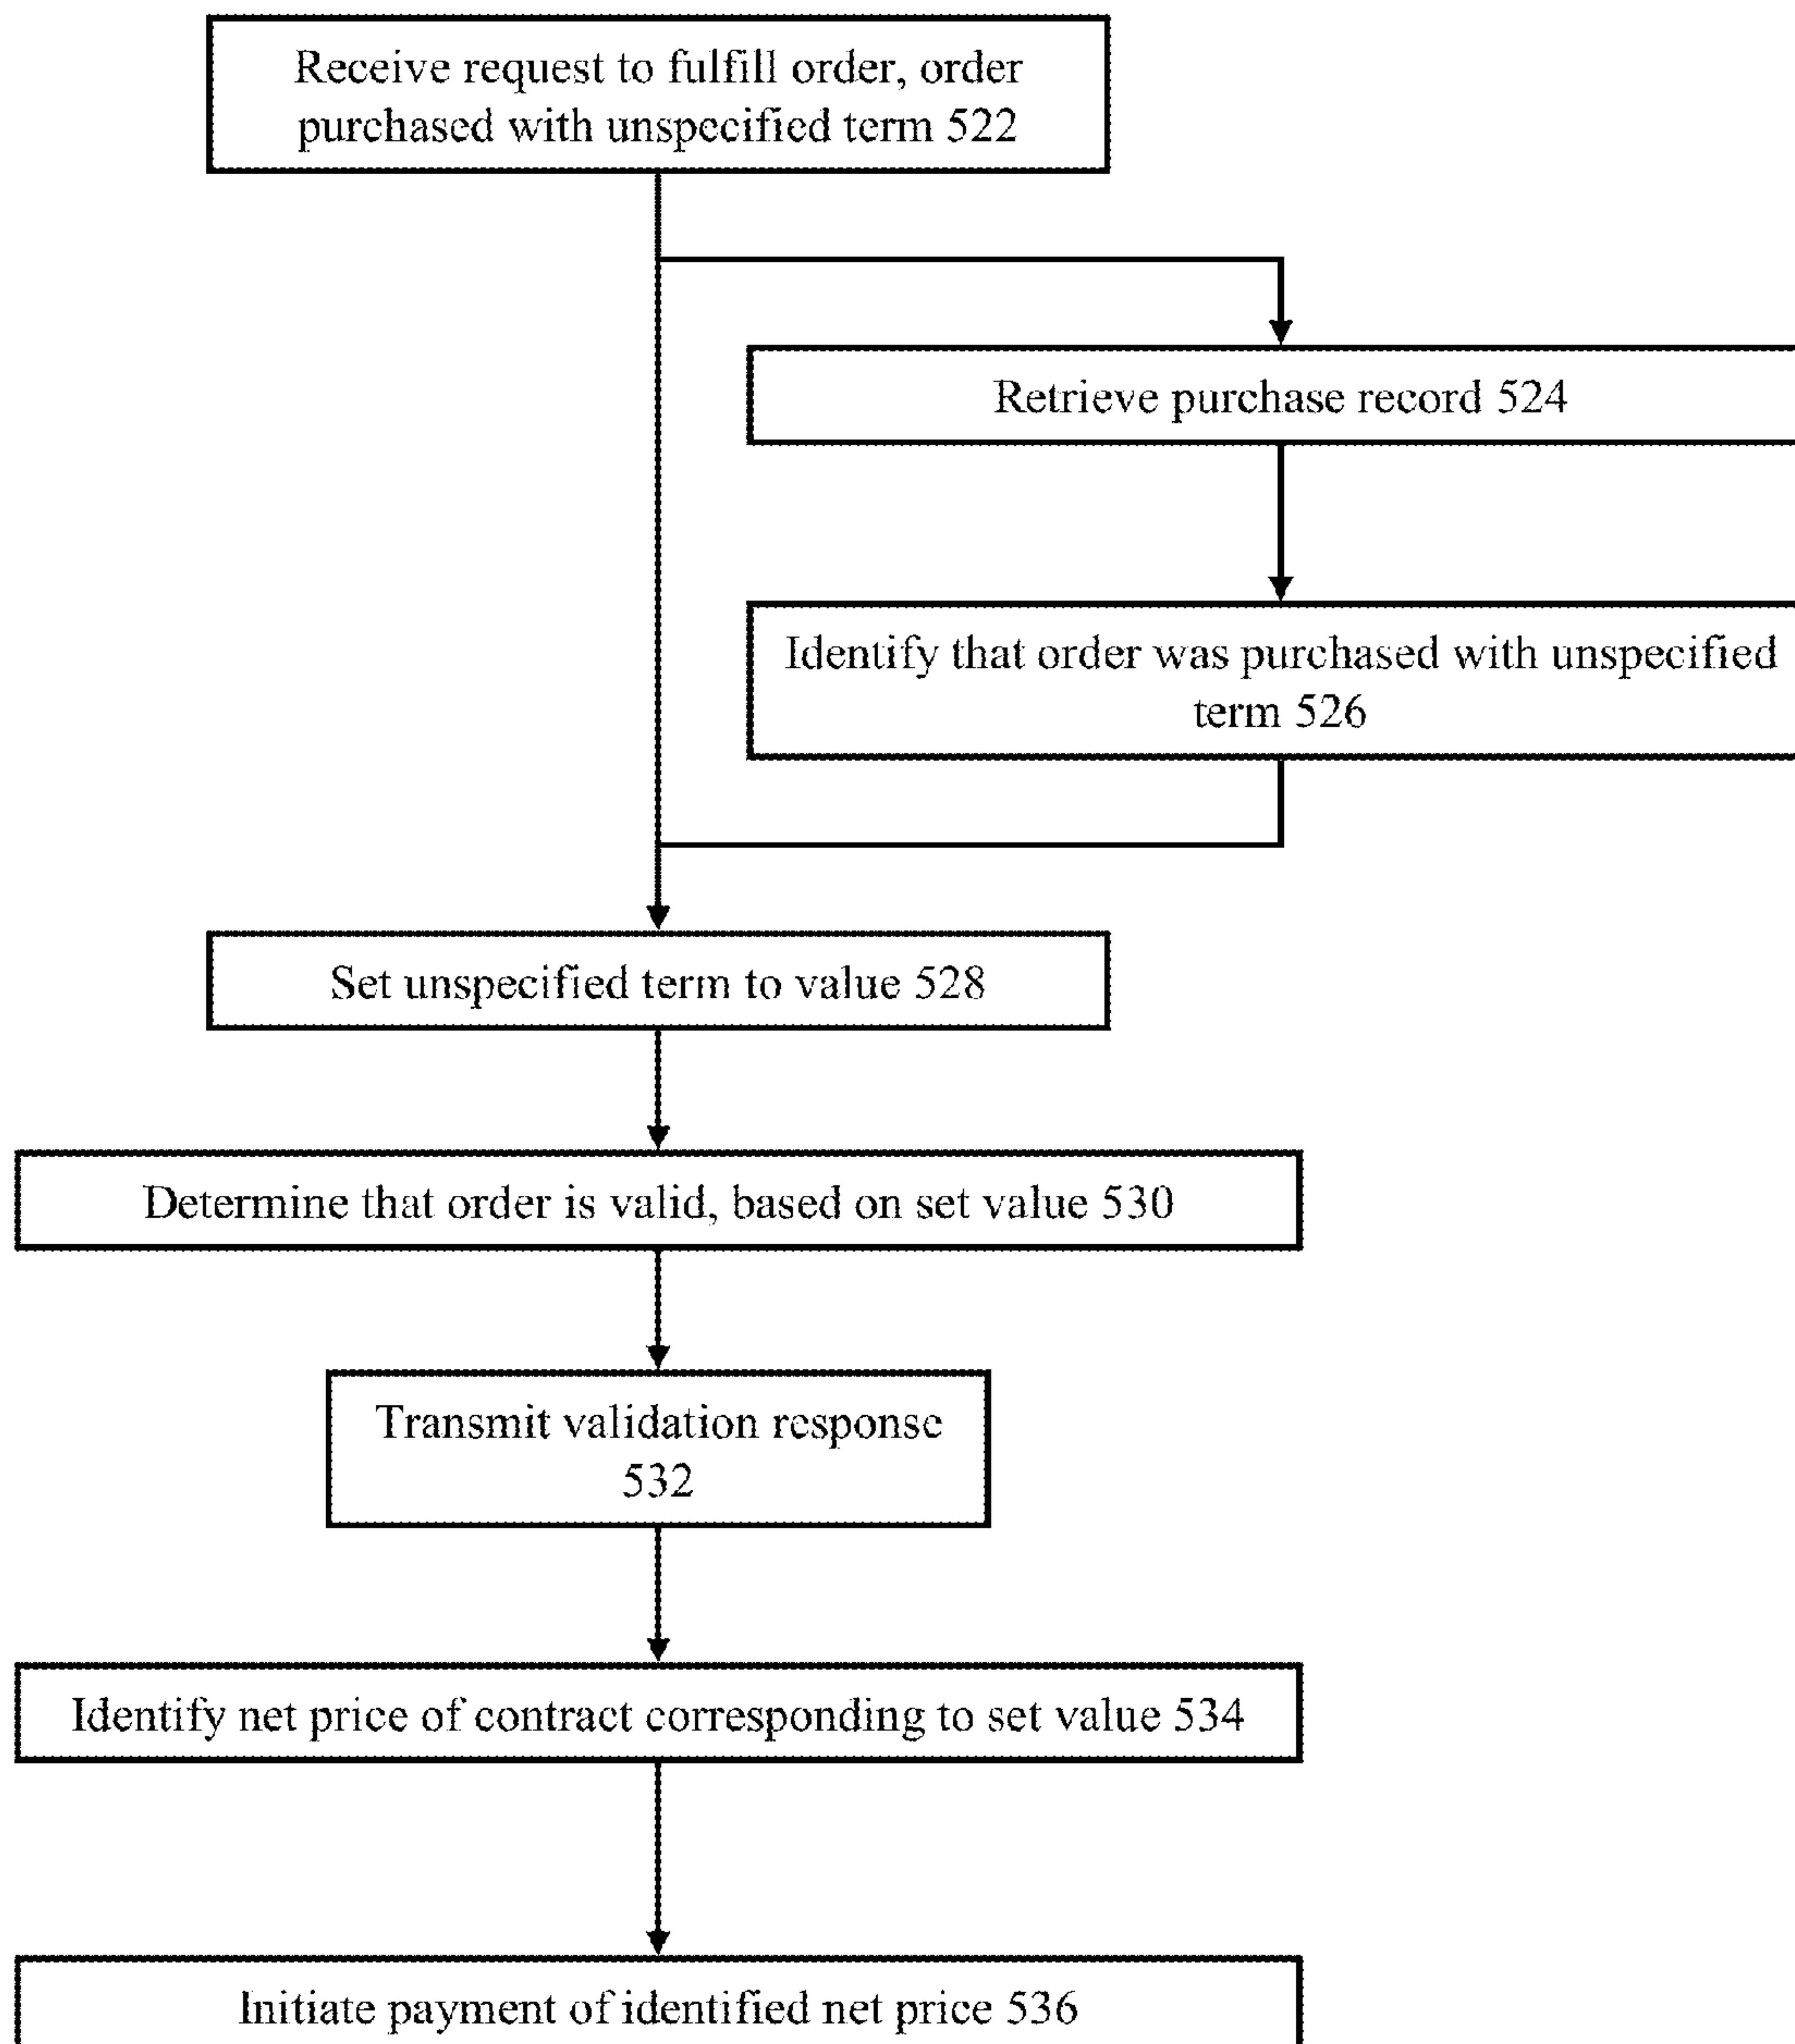 Receive request to fulfill order, order
purchased with unspecified term 522
Retrieve purchase record 524
Identify that order was purchased with unspecified
term 526
Set unspecified term to value 528
Determine that order is valid, based on set value 530
Transmit validation response
532
Identify net price of contract corresponding to set value 534
Initiate payment of identified net price 536